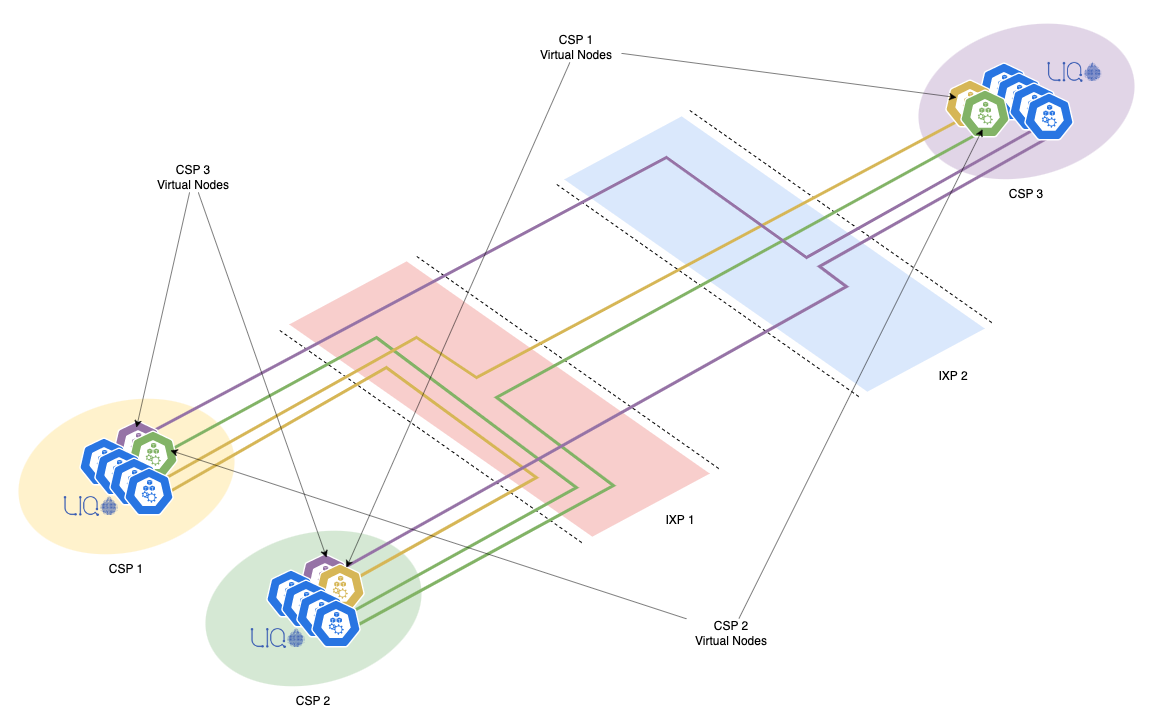 CSP 1
Virtual Nodes
LIQO
CSP 3
CSP 3
Virtual Nodes
IXP 2
IXP 1
LIQO
CSP 1
CSP 2
Virtual Nodes
LIQO
CSP 2